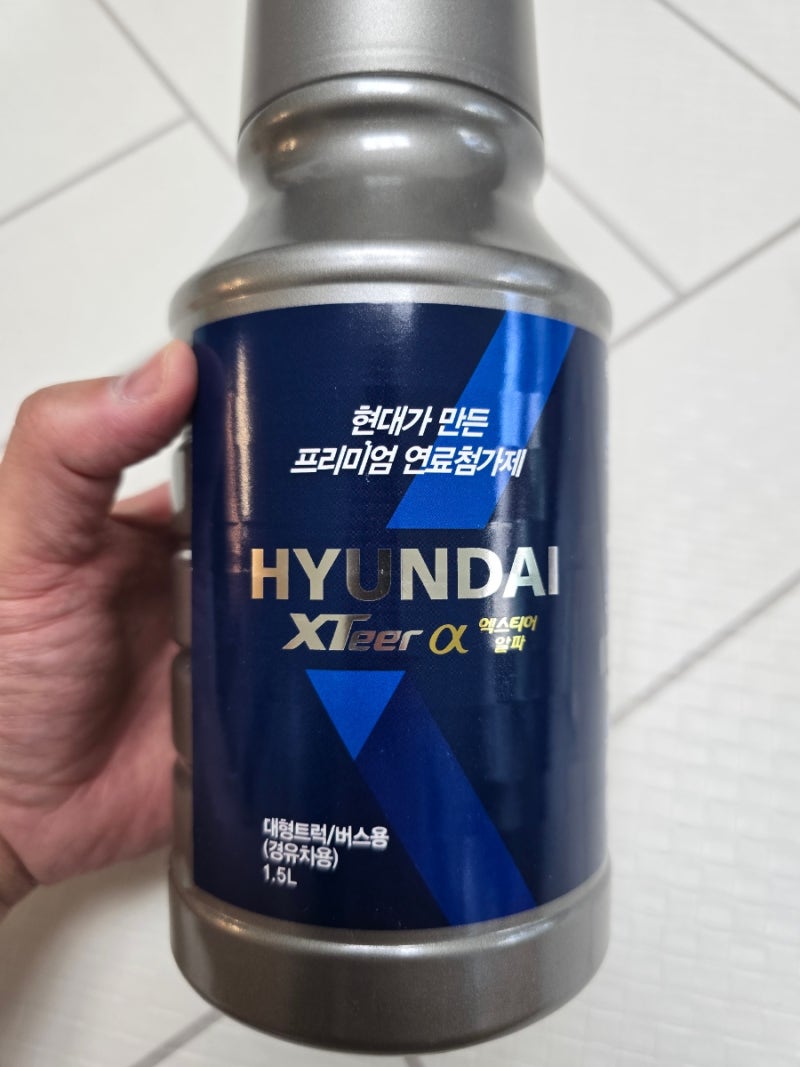 현대가 만든
프리미엄 연료첨가제
HYUNDAI
XTeer α 엑스티어
알파
대형트럭/버스용
(경유차용)
1.5L